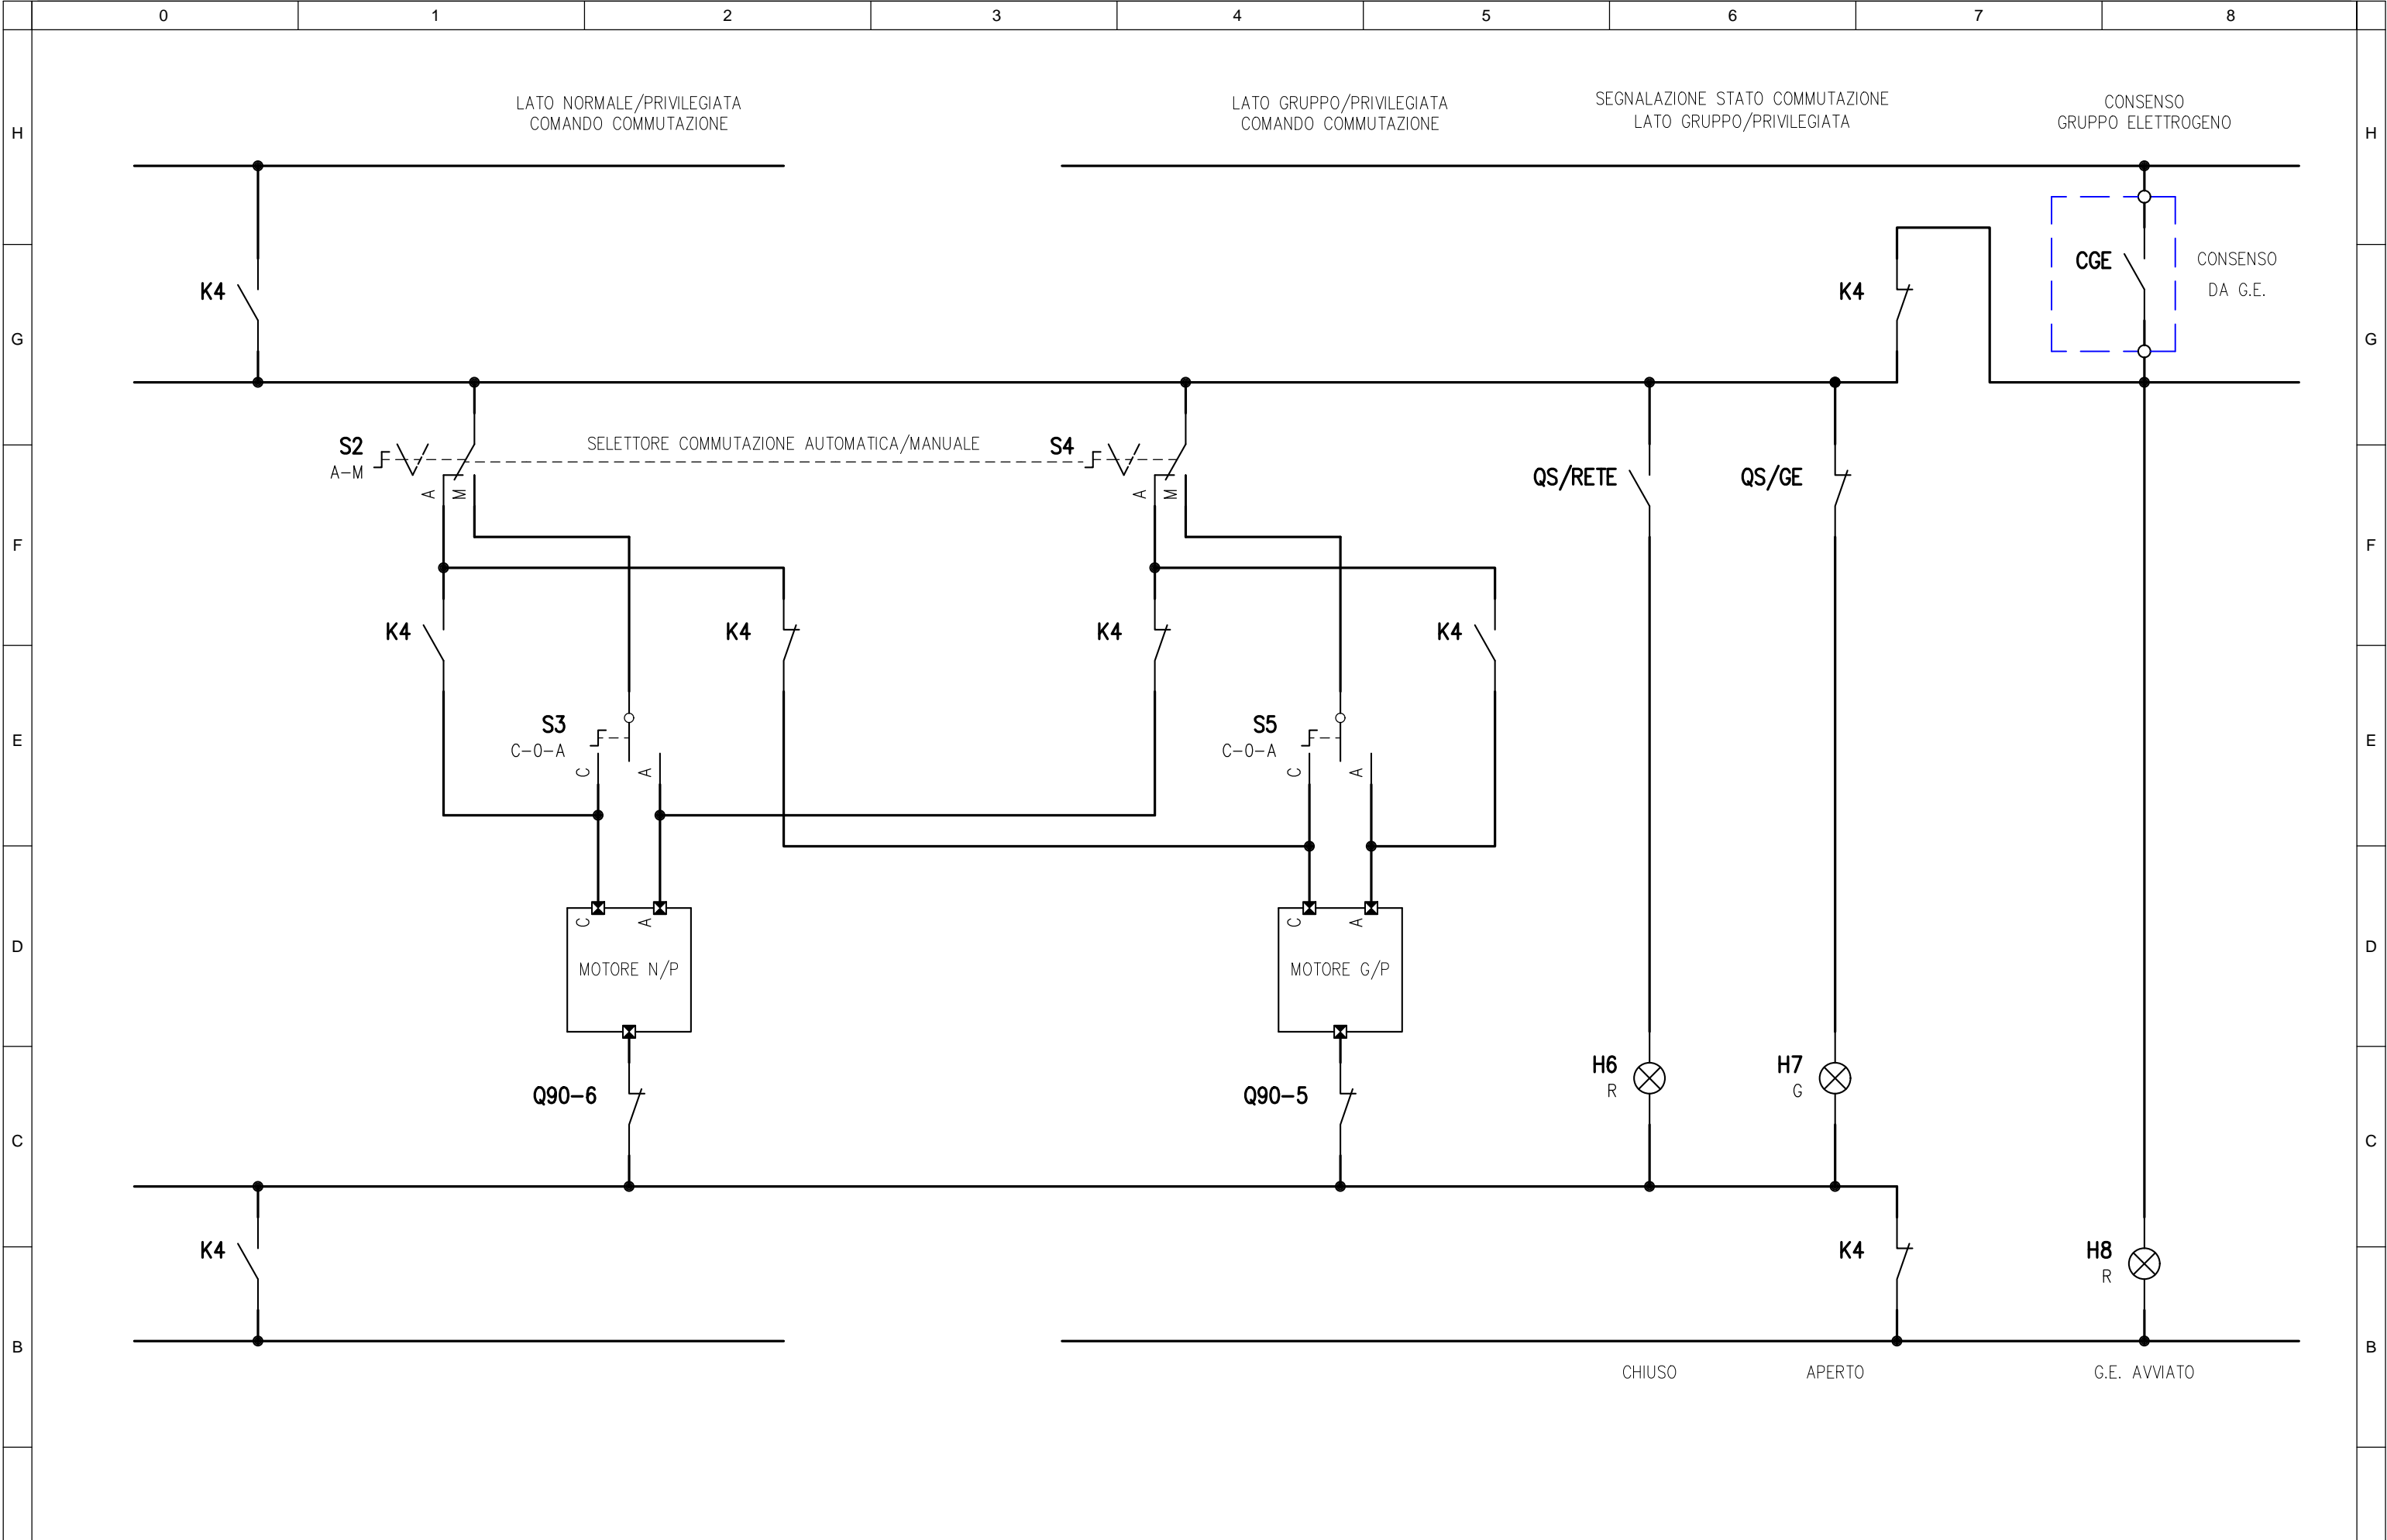 0 1 2 3 4 5 6 7 8
LATO NORMALE/PRIVILEGIATA
COMANDO COMMUTAZIONE
LATO GRUPPO/PRIVILEGIATA
COMANDO COMMUTAZIONE
SEGNALAZIONE STATO COMMUTAZIONE
LATO GRUPPO/PRIVILEGIATA
CONSENSO
GRUPPO ELETTROGENO
H H
K4
K4
CGE
CONSENSO
DA G.E.
G G
S2
A-M
SELETTORE COMMUTAZIONE AUTOMATICA/MANUALE
S4
A M
A M
QS/RETE
QS/GE
F F
K4
K4
K4
K4
S3
C-0-A
C A
S5
C-0-A
C A
E E
C A
MOTORE N/P
C A
MOTORE G/P
D D
Q90-6
Q90-5
H6
R
H7
G
C C
K4
K4
H8
R
B B
CHIUSO
APERTO
G.E. AVVIATO